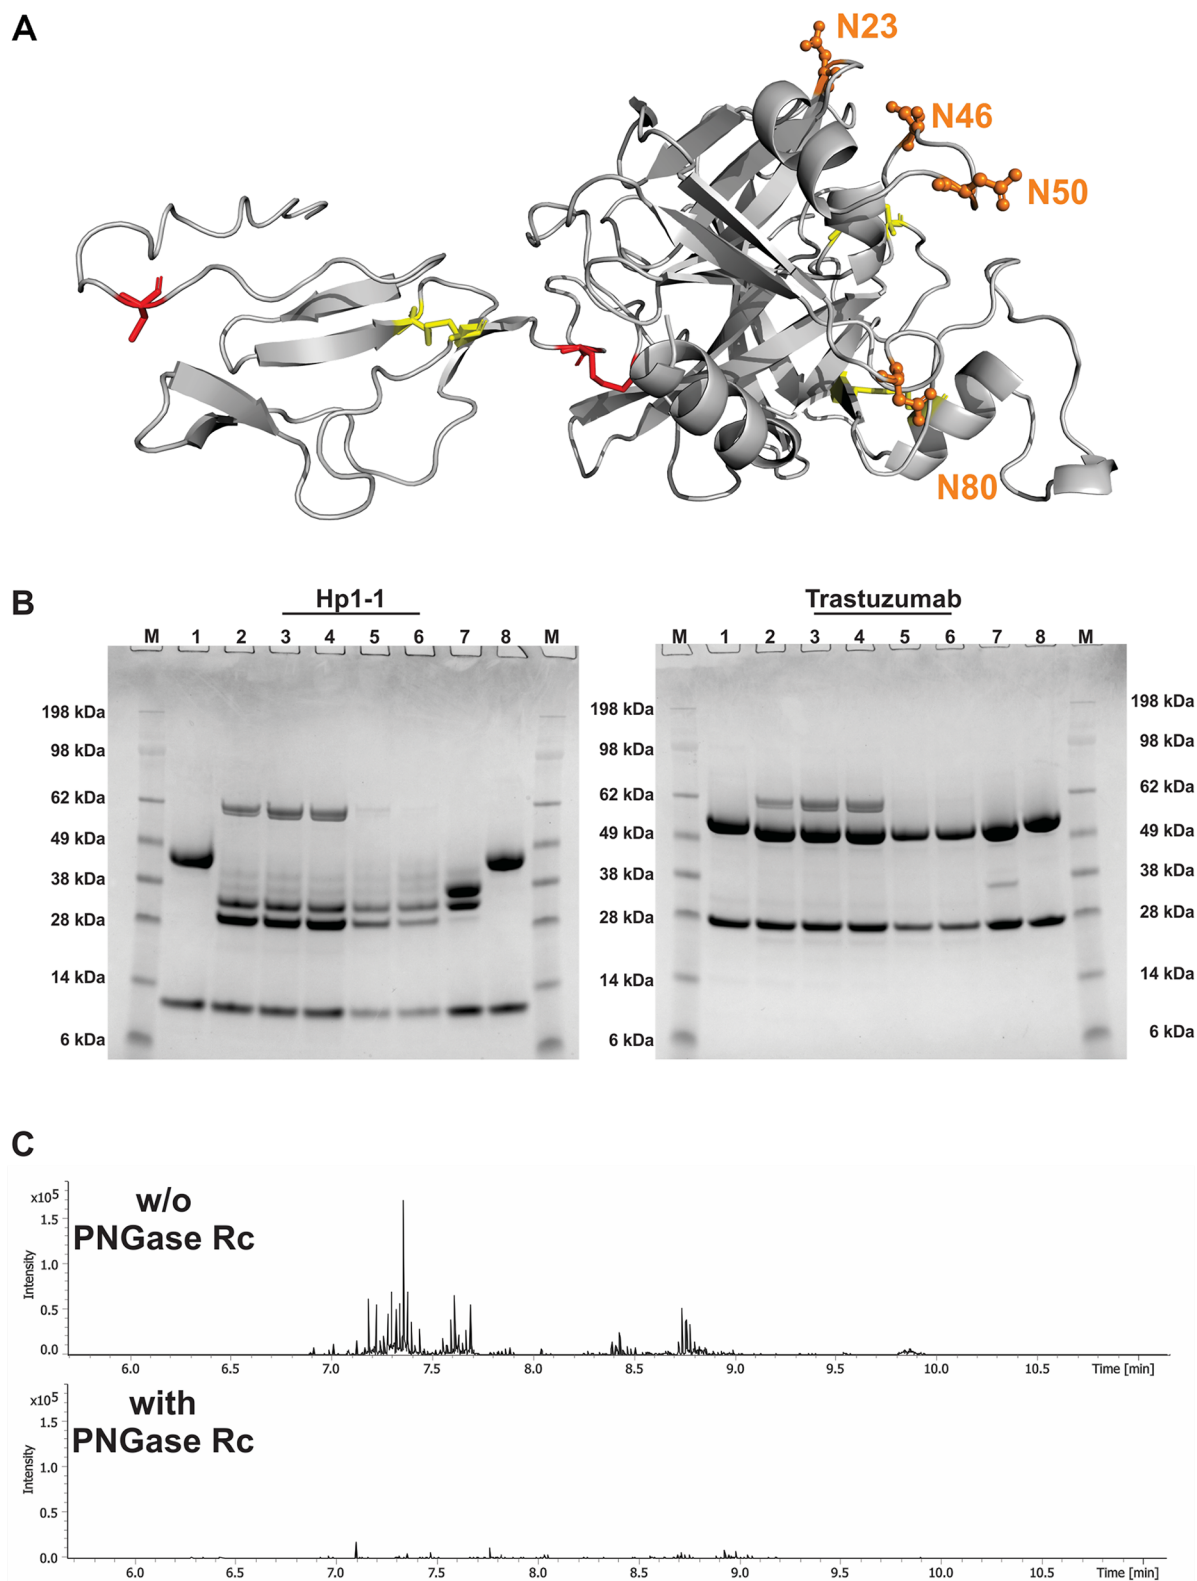 A
N23
N46
N50
N80
B
Hp1-1
M 1 2 3 4 5 6 7 8 M
198 kDa
98 kDa
62 kDa
49 kDa
38 kDa
28 kDa
14 kDa
6 kDa
Trastuzumab
M 1 2 3 4 5 6 7 8 M
198 kDa
98 kDa
62 kDa
49 kDa
38 kDa
28 kDa
14 kDa
6 kDa
198 kDa
98 kDa
62 kDa
49 kDa
38 kDa
28 kDa
14 kDa
6 kDa
C
w/o
PNGase Rc
x10⁵
1.5
1.0
0.5
0.0
Intensity
6.0 6.5 7.0 7.5 8.0 8.5 9.0 9.5 10.0 10.5 Time [min]
with
PNGase Rc
x10⁵
1.5
1.0
0.5
0.0
Intensity
6.0 6.5 7.0 7.5 8.0 8.5 9.0 9.5 10.0 10.5 Time [min]